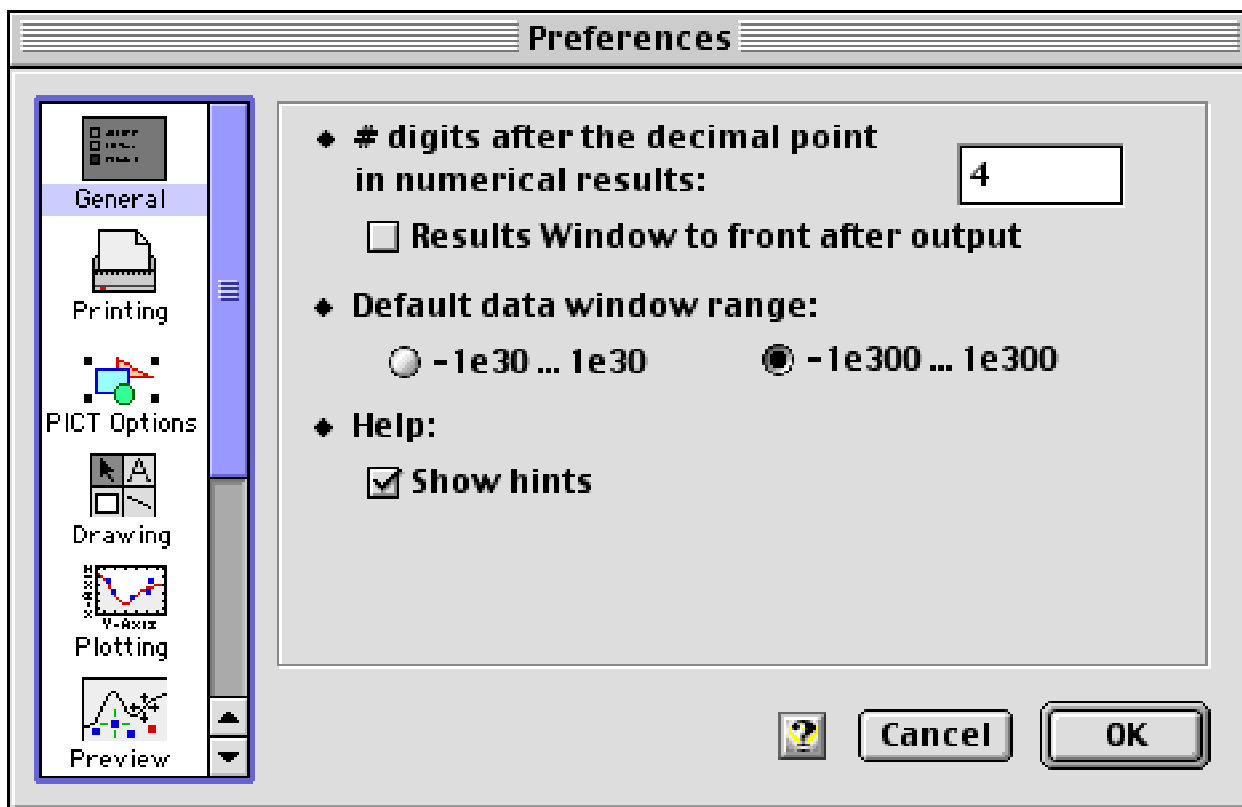 Preferences
General
Printing
PICT Options
Drawing
A
Plotting
Y-Axis
Preview
# digits after the decimal point
in numerical results:
4
Results Window to front after output
Default data window range:
-1e30 ... 1e30
-1e300 ... 1e300
Help:
Show hints
?
Cancel
OK